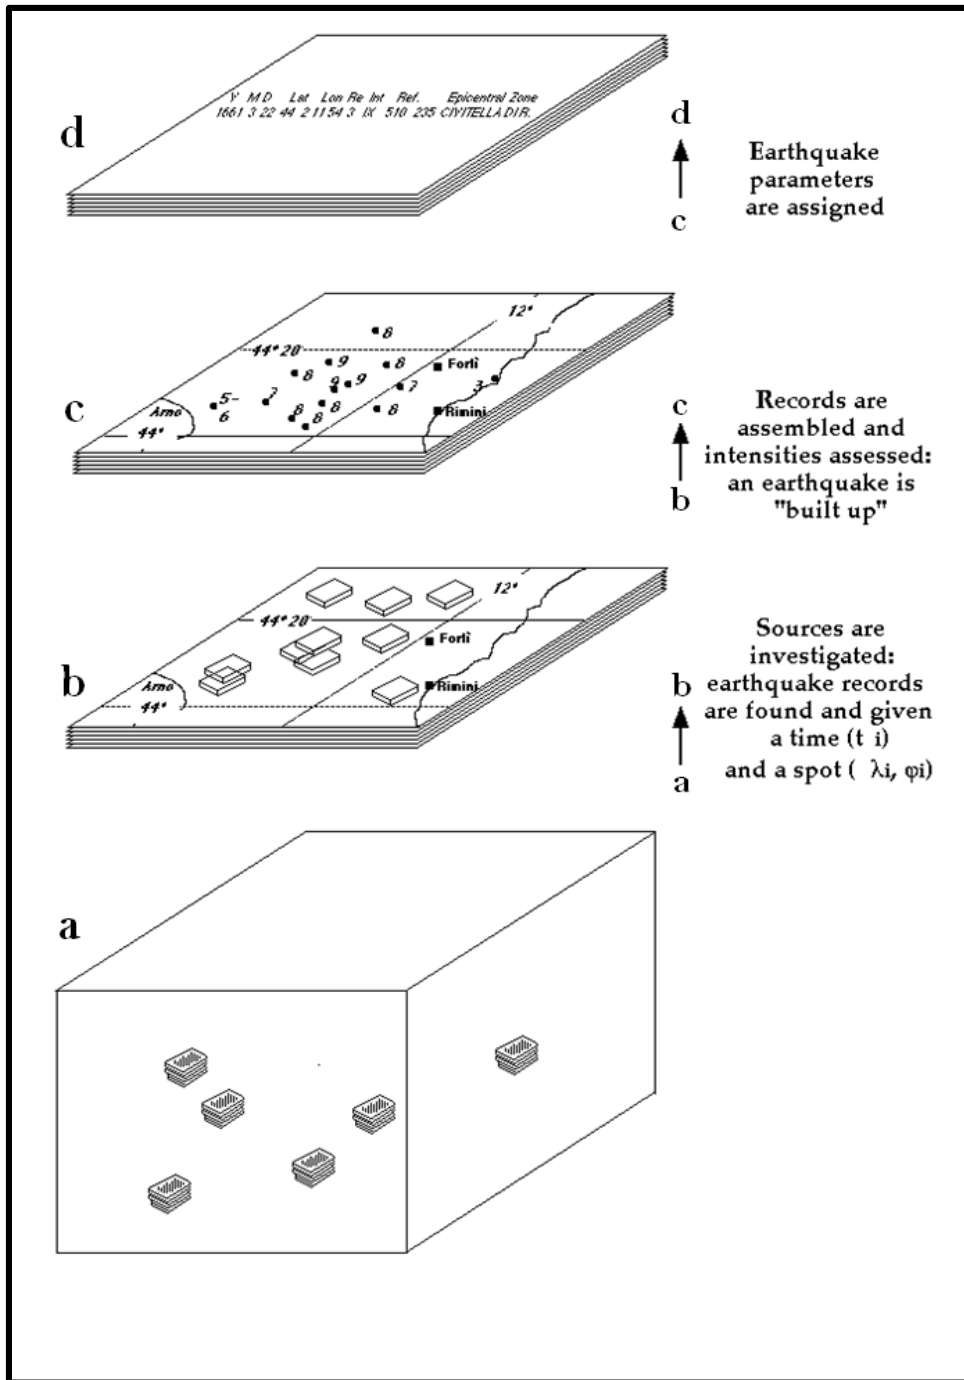 Y M D Lat Lon Re Int Ref. Epicentral Zone
1661 3 22 44 2 11 54 3 IX 510 235 CIVITELLA DI R.
d
d
c
Earthquake
parameters
are assigned
12°
44° 20'
8
9
8
8
9
9
7
3
5-
6
7
8
8
8
8
Forlì
Rimini
Arno
44°
c
c
b
Records are
assembled and
intensities assessed:
an earthquake is
"built up"
12°
44° 20'
Forlì
Rimini
Arno
44°
b
b
a
Sources are
investigated:
earthquake records
are found and given
a time (t i)
and a spot ( λi, φi)
a